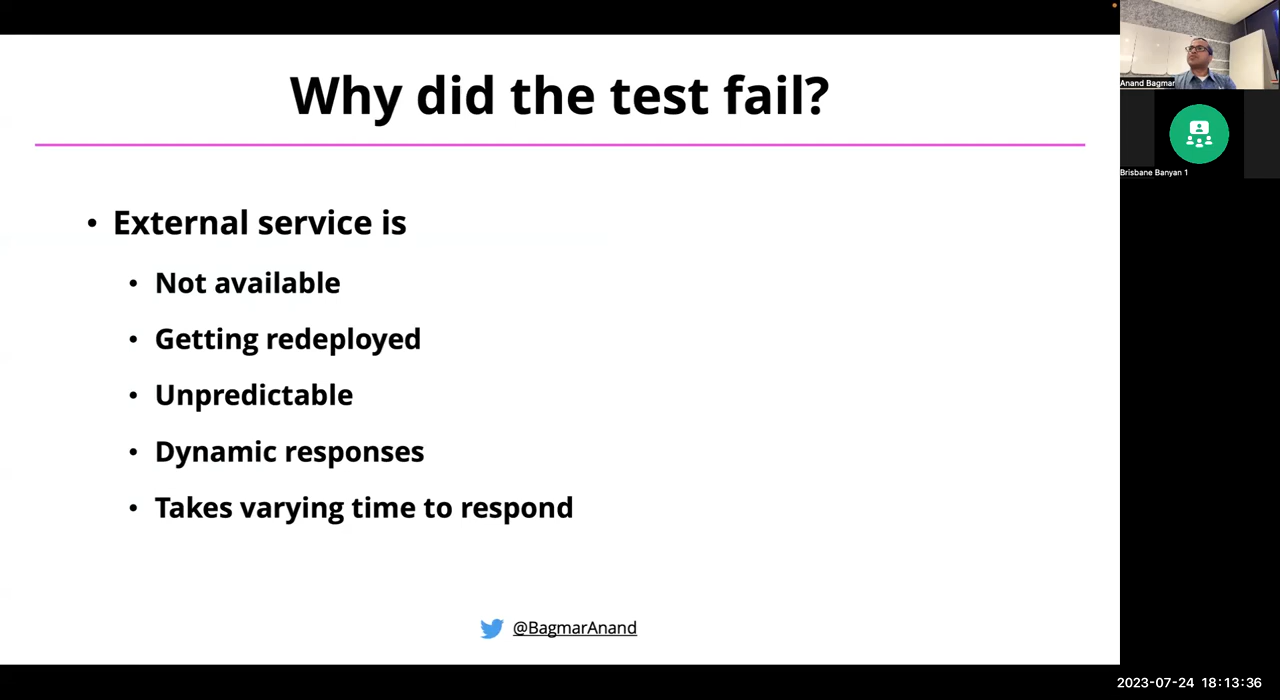 Why did the test fail?
• External service is
• Not available
• Getting redeployed
• Unpredictable
• Dynamic responses
• Takes varying time to respond
@BagmarAnand
Anand Bagmar
Brisbane Banyan 1
2023-07-24 18:13:36